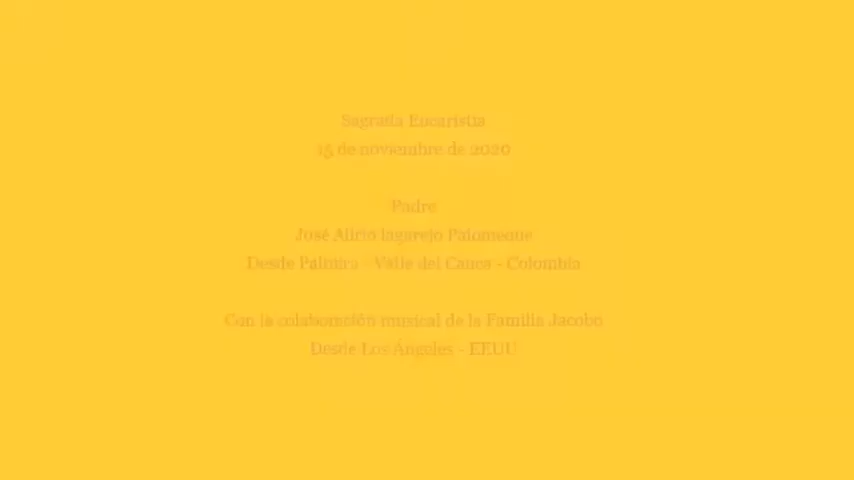 Sagrada Eucaristía
15 de noviembre de 2020
Padre
José Alirio lagarejo Palomeque
Desde Palmira - Valle del Cauca - Colombia
Con la colaboración musical de la Familia Jacobo
Desde Los Ángeles - EEUU